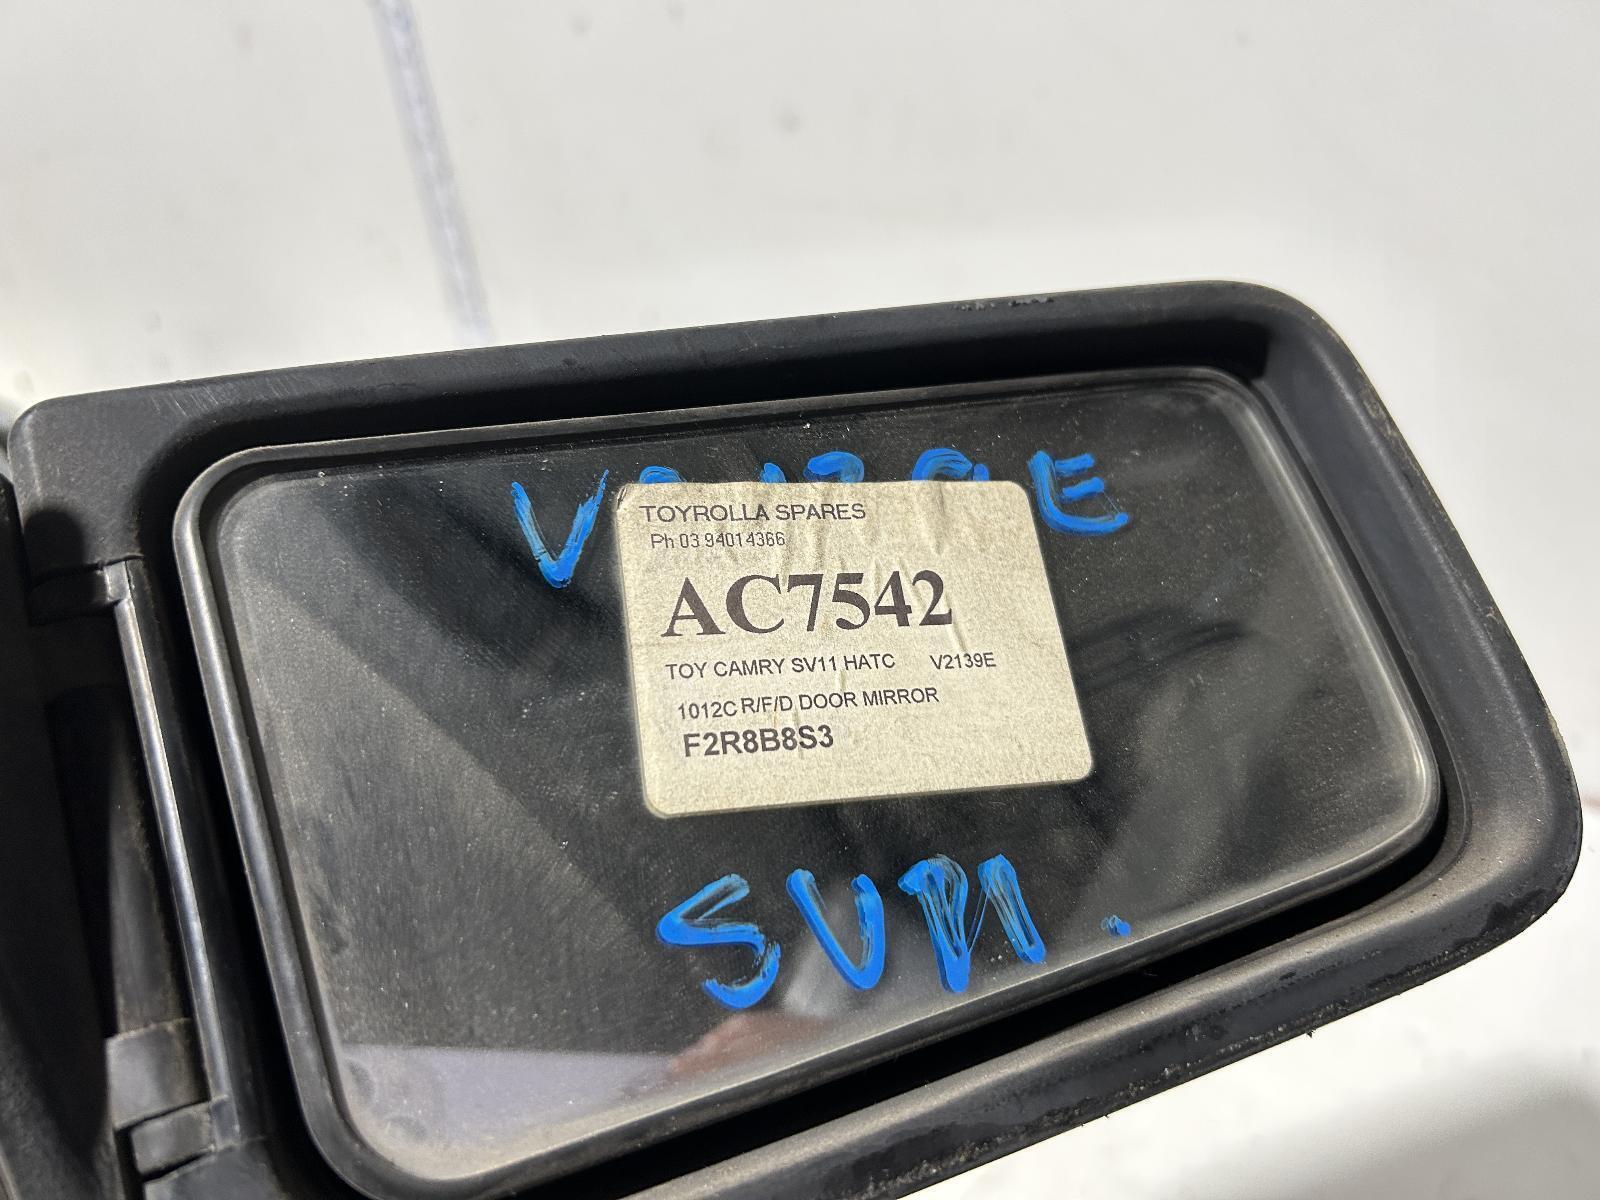 TOYROLLA SPARES
Ph 03 94014366
AC7542
TOY CAMRY SV11 HATC V2139E
1012C R/F/D DOOR MIRROR
F2R8B8S3
SV11.